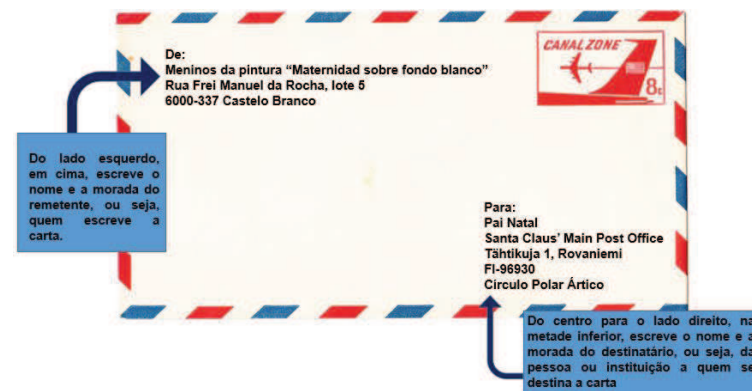 De:
Meninos da pintura “Maternidad sobre fondo blanco”
Rua Frei Manuel da Rocha, lote 5
6000-337 Castelo Branco
CANAL ZONE
8c
Do lado esquerdo,
em cima, escreve o
nome e a morada do
remetente, ou seja,
quem escreve a
carta.
Para:
Pai Natal
Santa Claus’ Main Post Office
Tähtikuja 1, Rovaniemi
FI-96930
Círculo Polar Ártico
Do centro para o lado direito, na
metade inferior, escreve o nome e a
morada do destinatário, ou seja, da
pessoa ou instituição a quem se
destina a carta